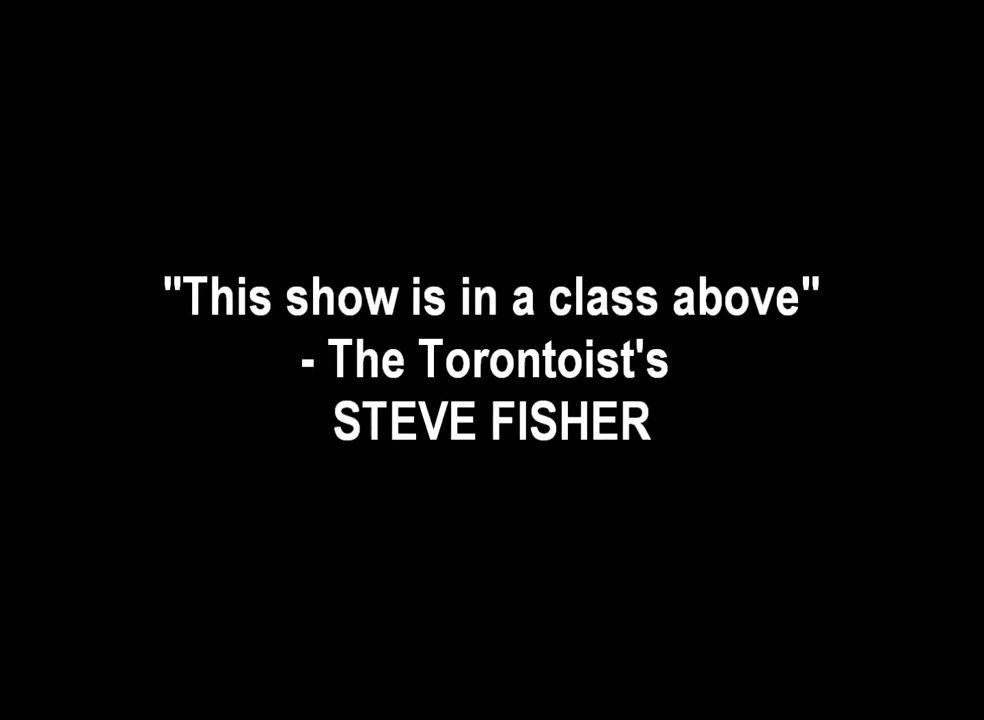 "This show is in a class above"
- The Torontoist's
STEVE FISHER